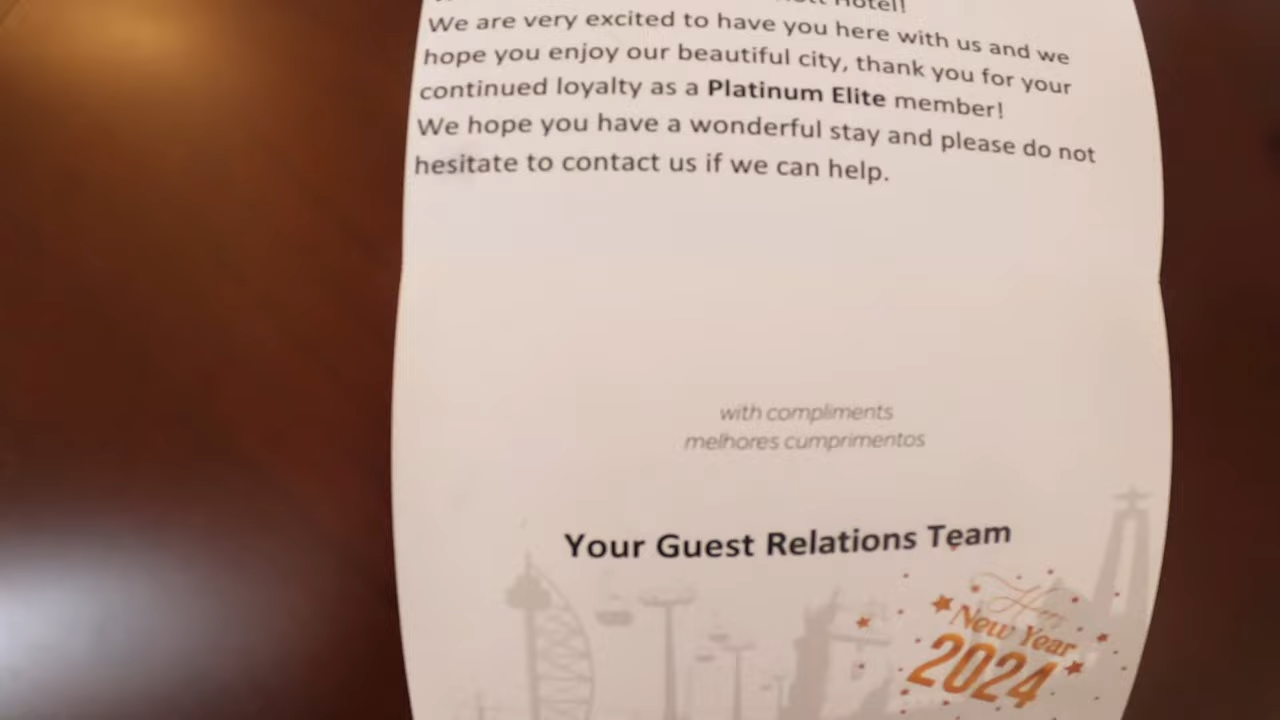 Hotel!
We are very excited to have you here with us and we
hope you enjoy our beautiful city, thank you for your
continued loyalty as a Platinum Elite member!
We hope you have a wonderful stay and please do not
hesitate to contact us if we can help.
with compliments
melhores cumprimentos
Your Guest Relations Team
New Year
2024